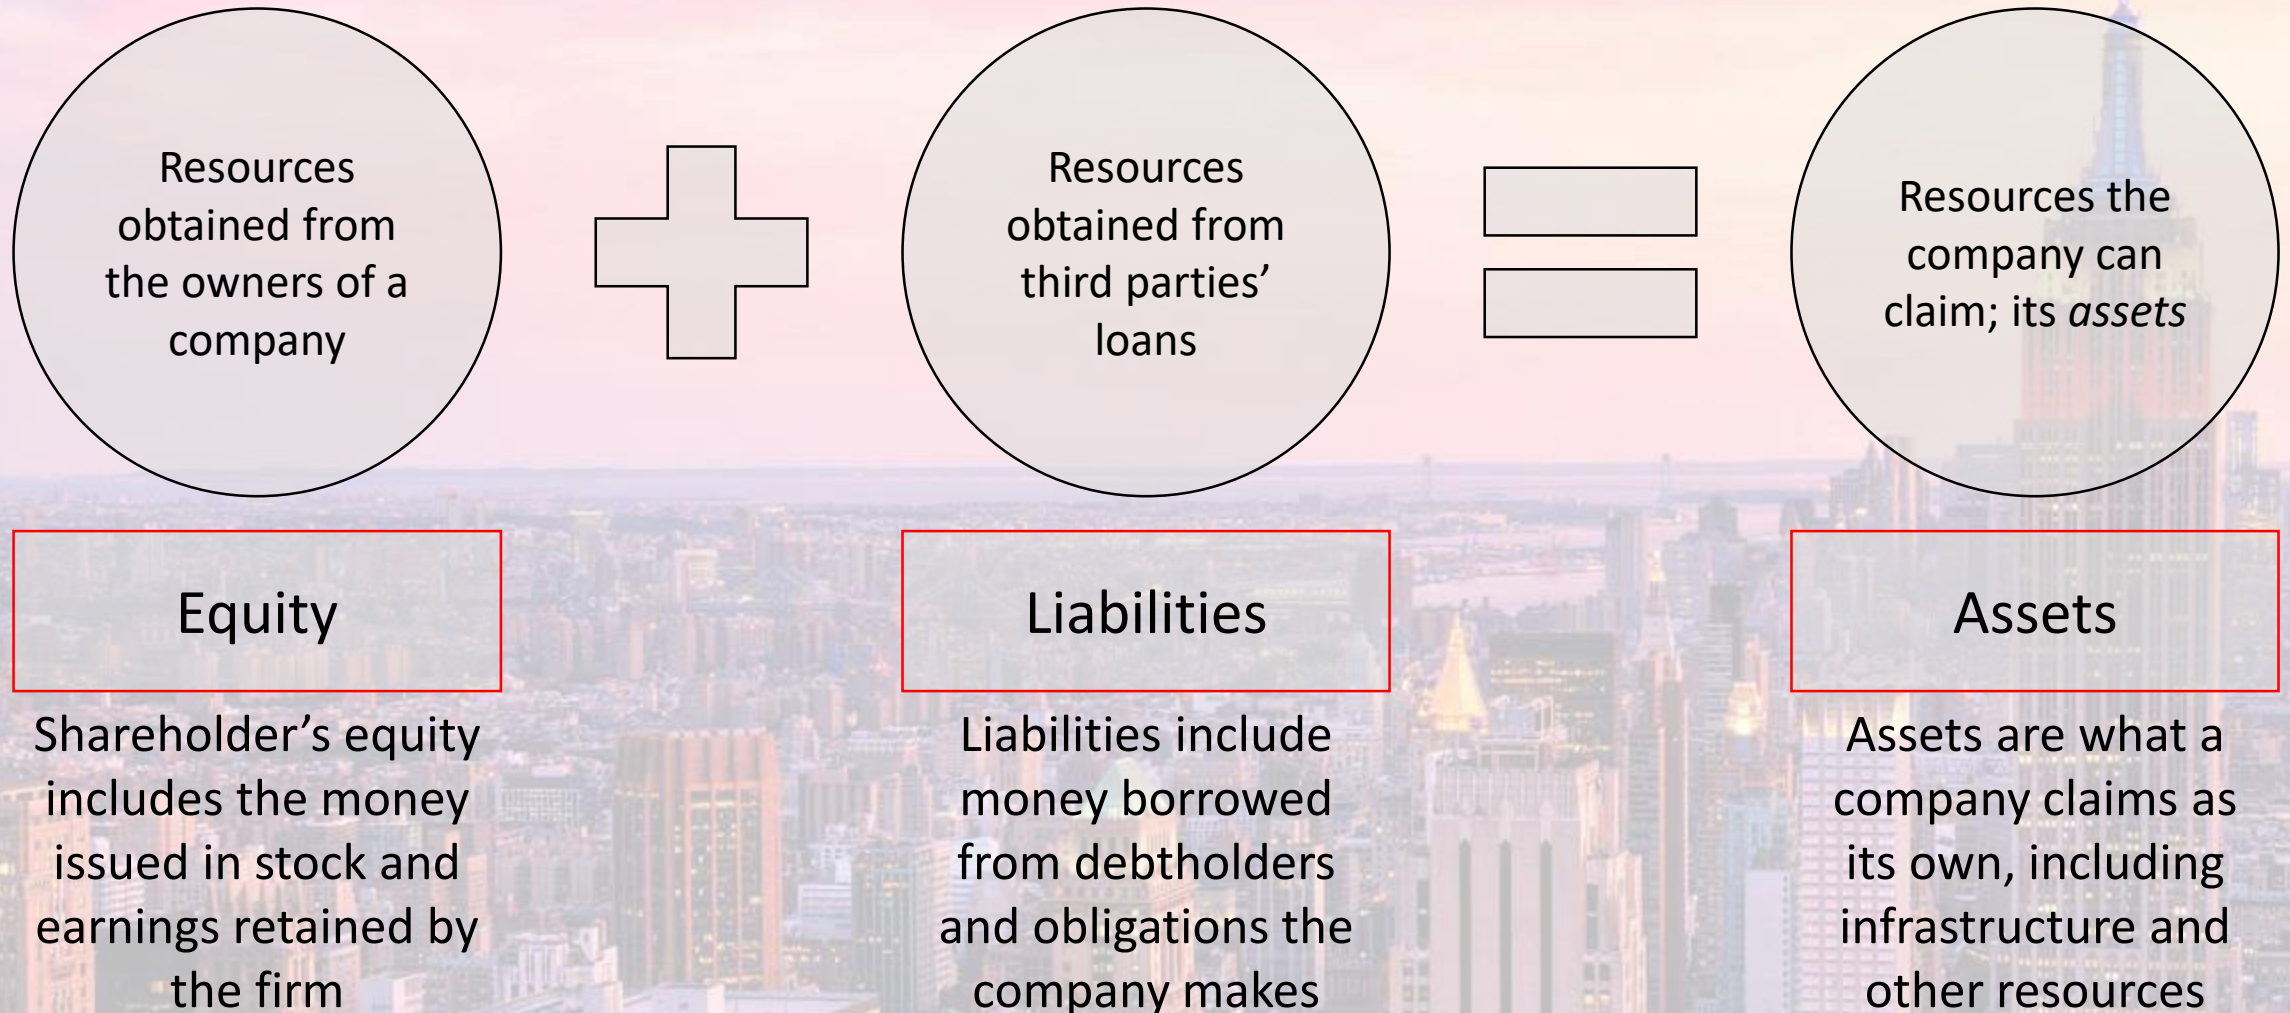 Resources
obtained from
the owners of a
company
Resources
obtained from
third parties’
loans
Resources the
company can
claim; its assets
Equity
Liabilities
Assets
Shareholder’s equity
includes the money
issued in stock and
earnings retained by
the firm
Liabilities include
money borrowed
from debtholders
and obligations the
company makes
Assets are what a
company claims as
its own, including
infrastructure and
other resources